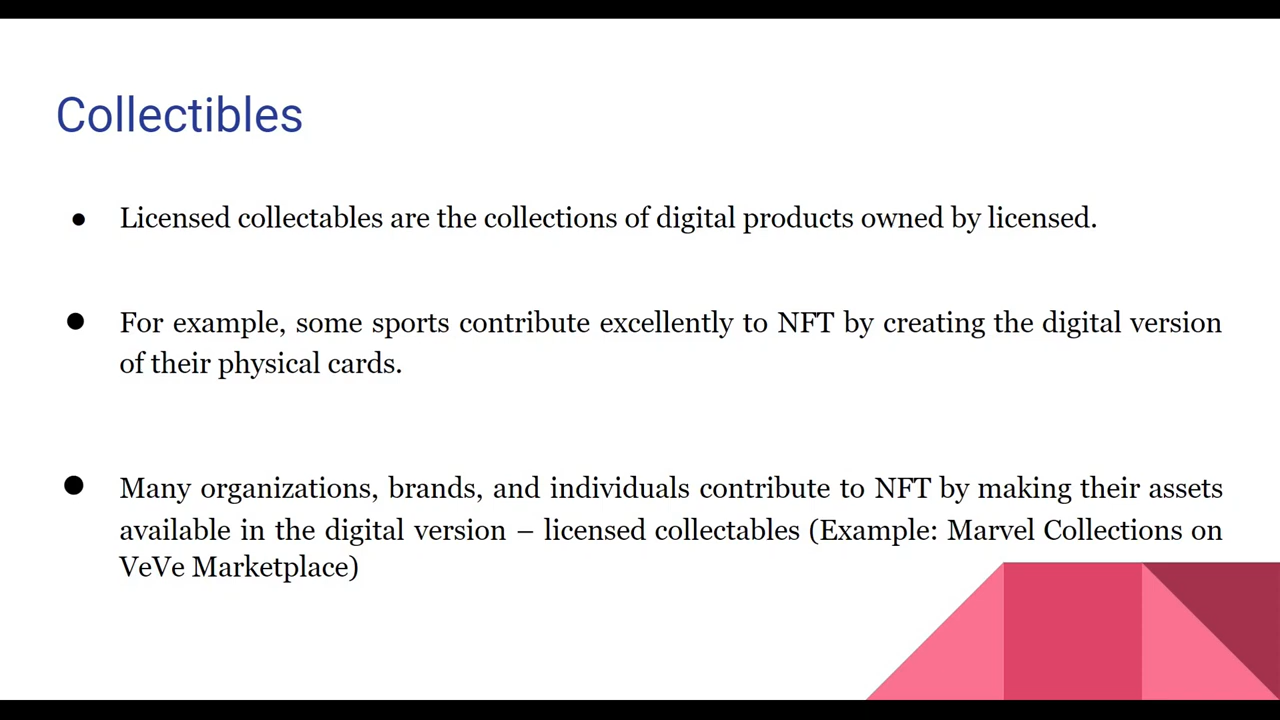 Collectibles
● Licensed collectables are the collections of digital products owned by licensed.
● For example, some sports contribute excellently to NFT by creating the digital version
of their physical cards.
● Many organizations, brands, and individuals contribute to NFT by making their assets
available in the digital version – licensed collectables (Example: Marvel Collections on
VeVe Marketplace)